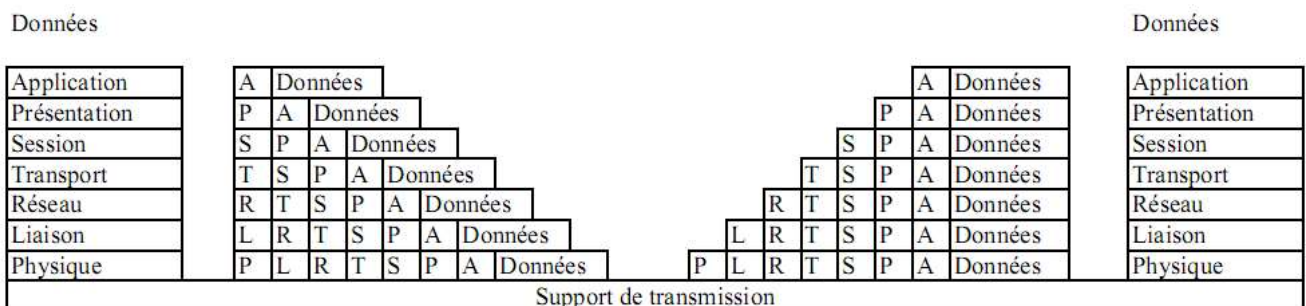 Données Données
Application A Données A Données Application
Présentation P A Données P A Données Présentation
Session S P A Données S P A Données Session
Transport T S P A Données T S P A Données Transport
Réseau R T S P A Données R T S P A Données Réseau
Liaison L R T S P A Données L R T S P A Données Liaison
Physique P L R T S P A Données P L R T S P A Données Physique
Support de transmission